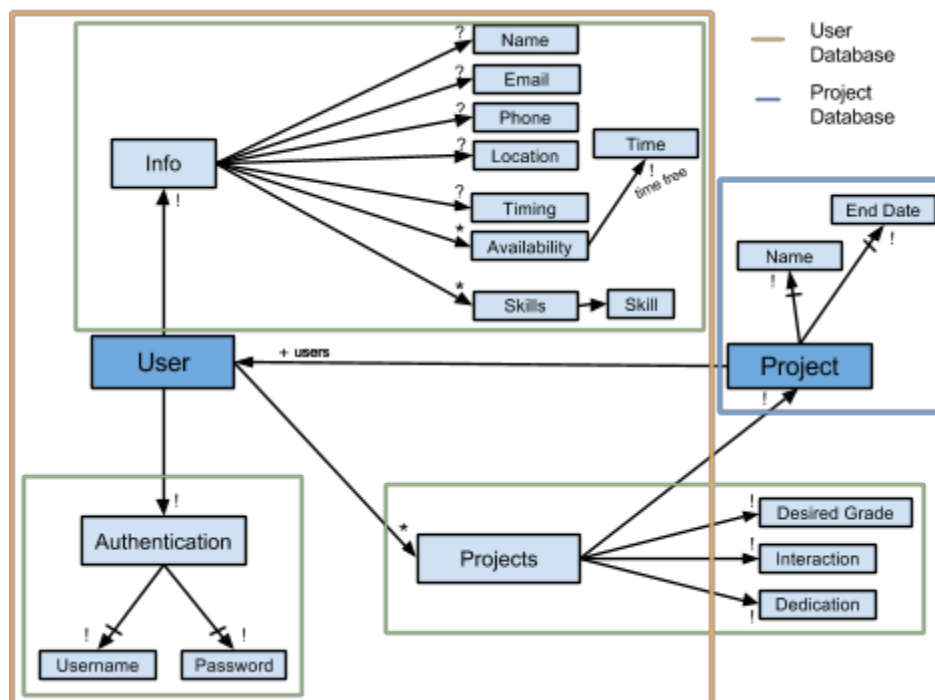 User
Database
Project
Database
?
Name
?
Email
?
Phone
?
Location
Time
!
time free
Info
!
?
Timing
*
Availability
*
Skills
Skill
End Date
!
Name
!
User
+ users
Project
!
!
Authentication
!
Username
!
Password
*
Projects
!
Desired Grade
!
Interaction
!
Dedication